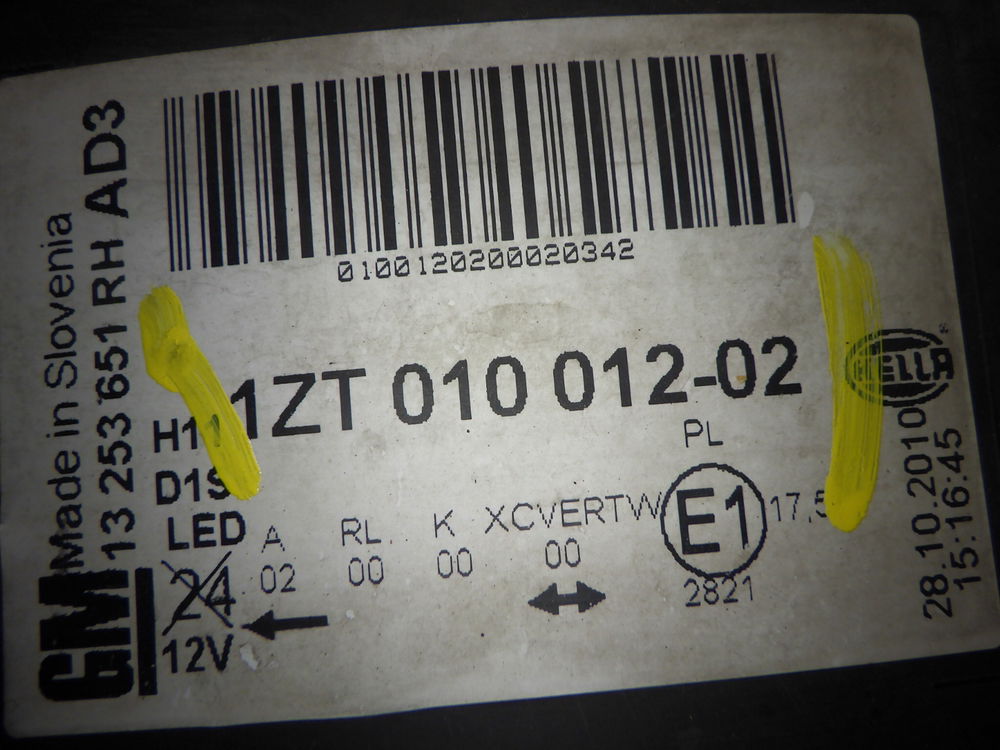 Made in Slovenia
13 253 651 RH AD3
GM
0100120200020342
1ZT 010 012-02
D1S
LED
24
12V
A
02
RL
00
K
00
XCVERTW
00
PL
E1
17,5
2821
HELLA
28.10.2010
15:16:45